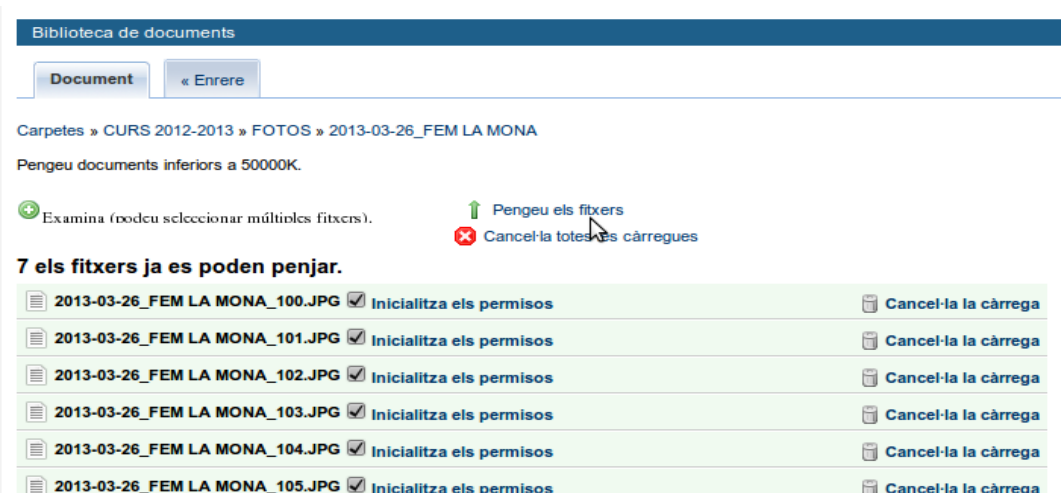 Biblioteca de documents
Document « Enrere
Carpetes » CURS 2012-2013 » FOTOS » 2013-03-26_FEM LA MONA
Pengeu documents inferiors a 50000K.
Examina (podeu seleccionar múltiples fitxers). Pengeu els fitxers
Cancel·la totes les càrregues
7 els fitxers ja es poden penjar.
2013-03-26_FEM LA MONA_100.JPG Inicialitza els permisos Cancel·la la càrrega
2013-03-26_FEM LA MONA_101.JPG Inicialitza els permisos Cancel·la la càrrega
2013-03-26_FEM LA MONA_102.JPG Inicialitza els permisos Cancel·la la càrrega
2013-03-26_FEM LA MONA_103.JPG Inicialitza els permisos Cancel·la la càrrega
2013-03-26_FEM LA MONA_104.JPG Inicialitza els permisos Cancel·la la càrrega
2013-03-26_FEM LA MONA_105.JPG Inicialitza els permisos Cancel·la la càrrega